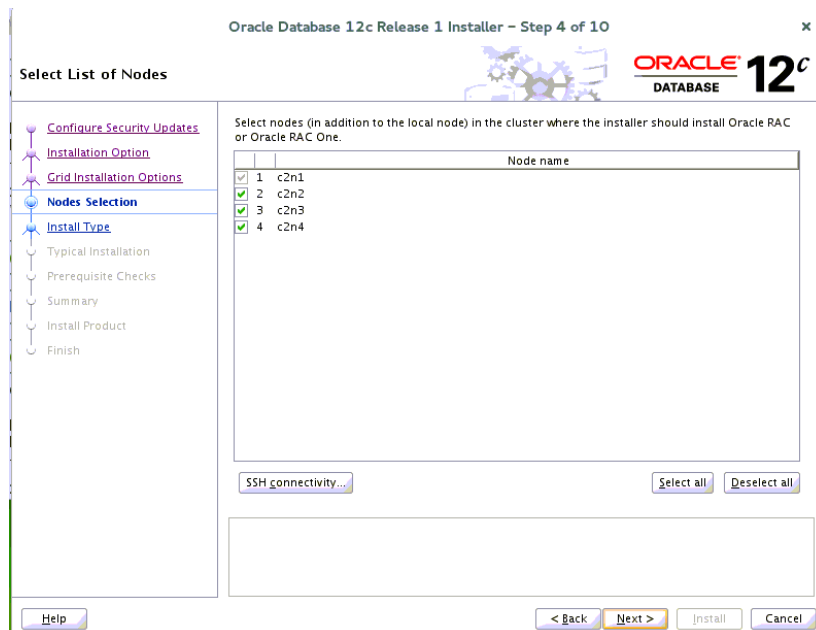 Oracle Database 12c Release 1 Installer – Step 4 of 10
Select List of Nodes
ORACLE
DATABASE
12c
Configure Security Updates
Installation Option
Grid Installation Options
Nodes Selection
Install Type
Typical Installation
Prerequisite Checks
Summary
Install Product
Finish
Select nodes (in addition to the local node) in the cluster where the installer should install Oracle RAC
or Oracle RAC One.
Node name
1 c2n1
2 c2n2
3 c2n3
4 c2n4
SSH connectivity...
Select all
Deselect all
Help
< Back
Next >
Install
Cancel